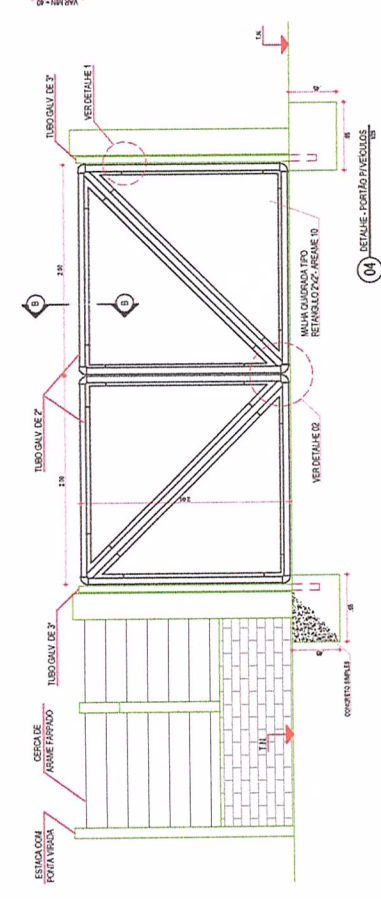 ESTACA COM
PONTA VIRADA
CERCA DE
ARAME FARPADO
TUBO GALV. DE 3"
TUBO GALV. DE 2"
TUBO GALV. DE 3"
VER DETALHE 1
B
B
T.N.
T.N.
CONCRETO SIMPLES
VER DETALHE 02
MALHA QUADRADA TIPO
RETANGULO 2"x2"- AREAME 10
04
DETALHE - PORTÃO P/VEÍCULOS